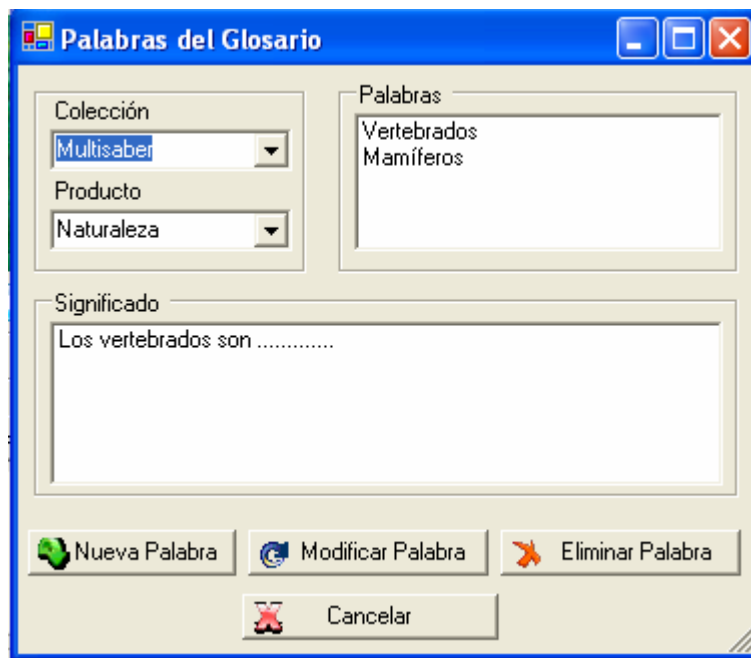 Palabras del Glosario
Colección
Multisaber
Producto
Naturaleza
Palabras
Vertebrados
Mamíferos
Significado
Los vertebrados son .............
Nueva Palabra
Modificar Palabra
Eliminar Palabra
Cancelar